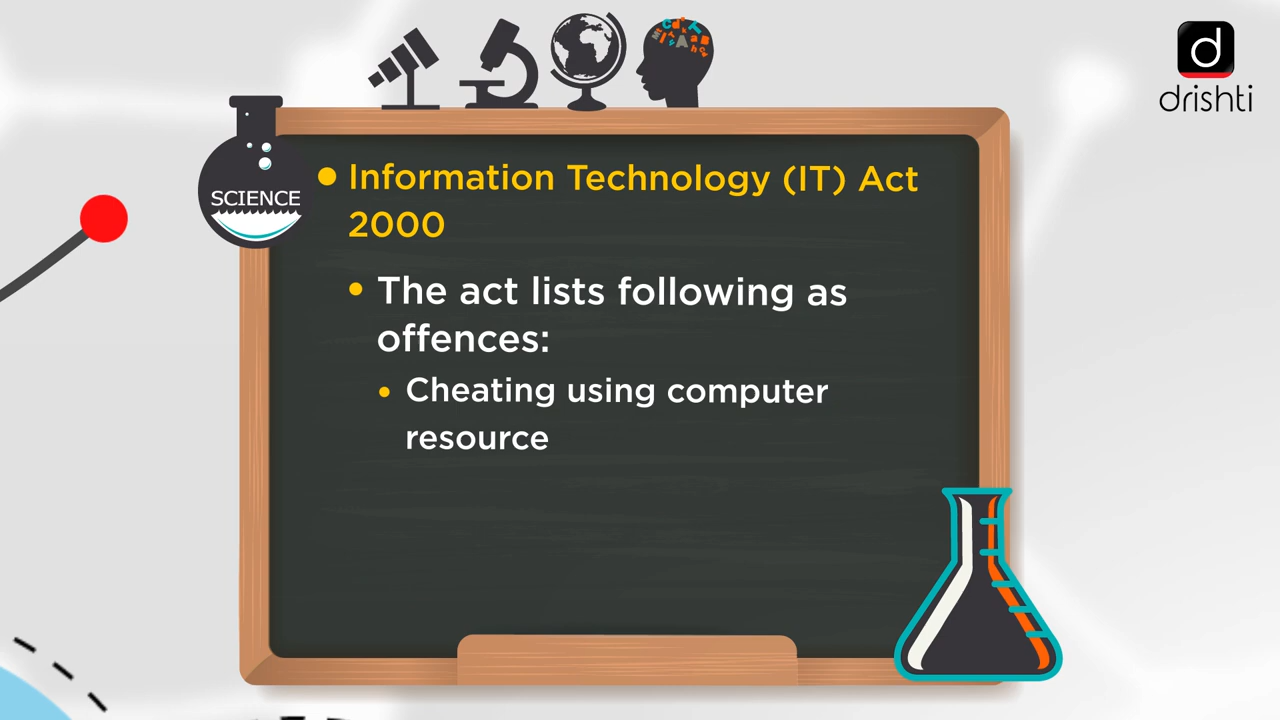 drishti
SCIENCE
Information Technology (IT) Act
2000
The act lists following as
offences:
Cheating using computer
resource